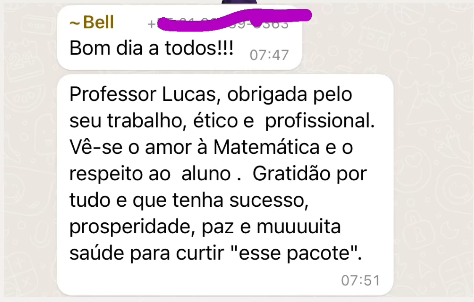 ~Bell
Bom dia a todos!!!
07:47
Professor Lucas, obrigada pelo
seu trabalho, ético e  profissional.
Vê-se o amor à Matemática e o
respeito ao  aluno .  Gratidão por
tudo e que tenha sucesso,
prosperidade, paz e muuuuita
saúde para curtir "esse pacote".
07:51